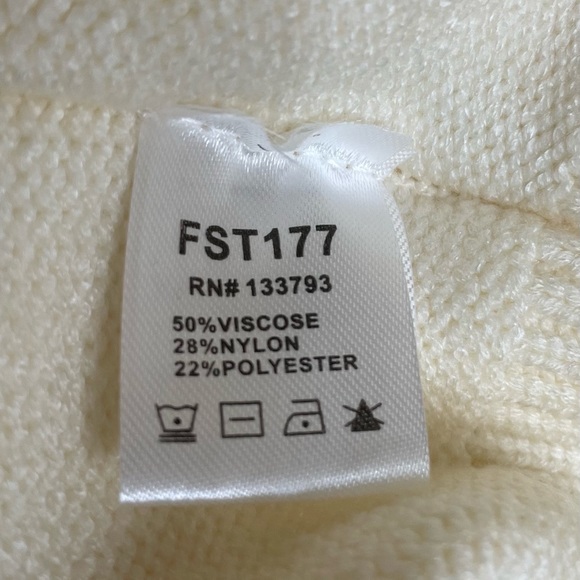 FST177
RN# 133793
50%VISCOSE
28%NYLON
22%POLYESTER